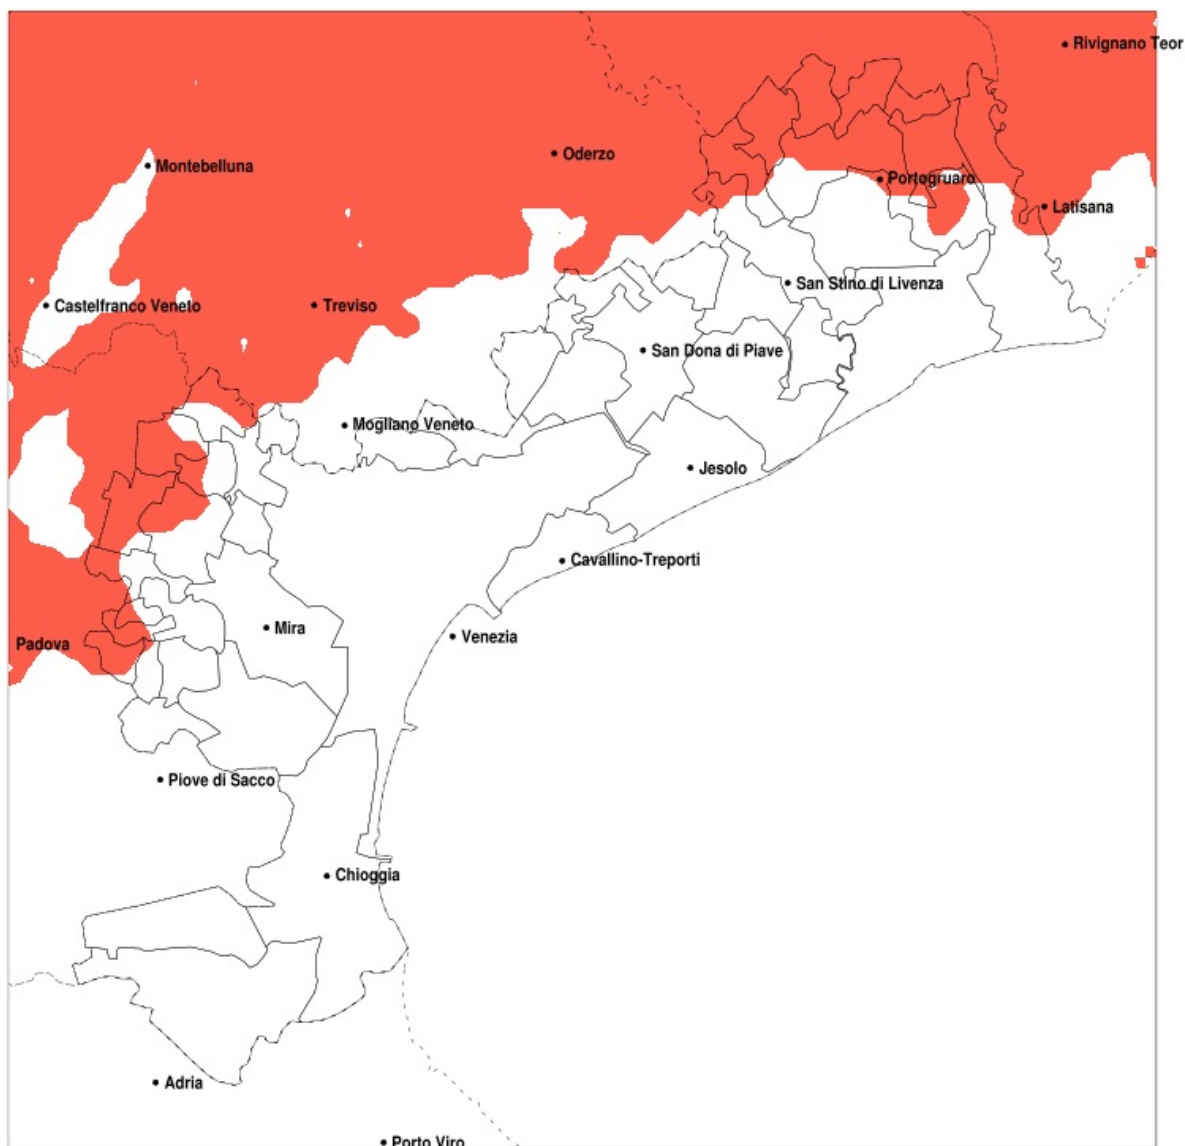 Rivignano Teor
Oderzo
Montebelluna
Portogruaro
Latisana
San Stino di Livenza
Castelfranco Veneto
Treviso
San Dona di Piave
Mogliano Veneto
Jesolo
Cavallino-Treporti
Mira
Venezia
Padova
Piove di Sacco
Chioggia
Adria
Porto Viro